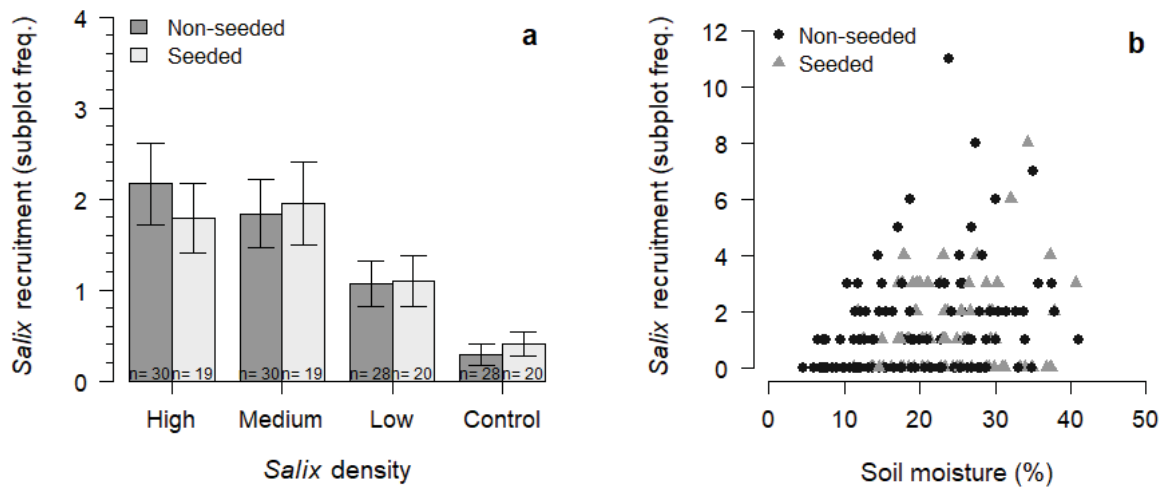 Non-seeded
Seeded
a
4
3
2
1
0
Salix recruitment (subplot freq.)
n= 30 n= 19 n= 30 n= 19 n= 28 n= 20 n= 28 n= 20
High Medium Low Control
Salix density
Non-seeded
Seeded
b
12
10
8
6
4
2
0
Salix recruitment (subplot freq.)
0 10 20 30 40 50
Soil moisture (%)